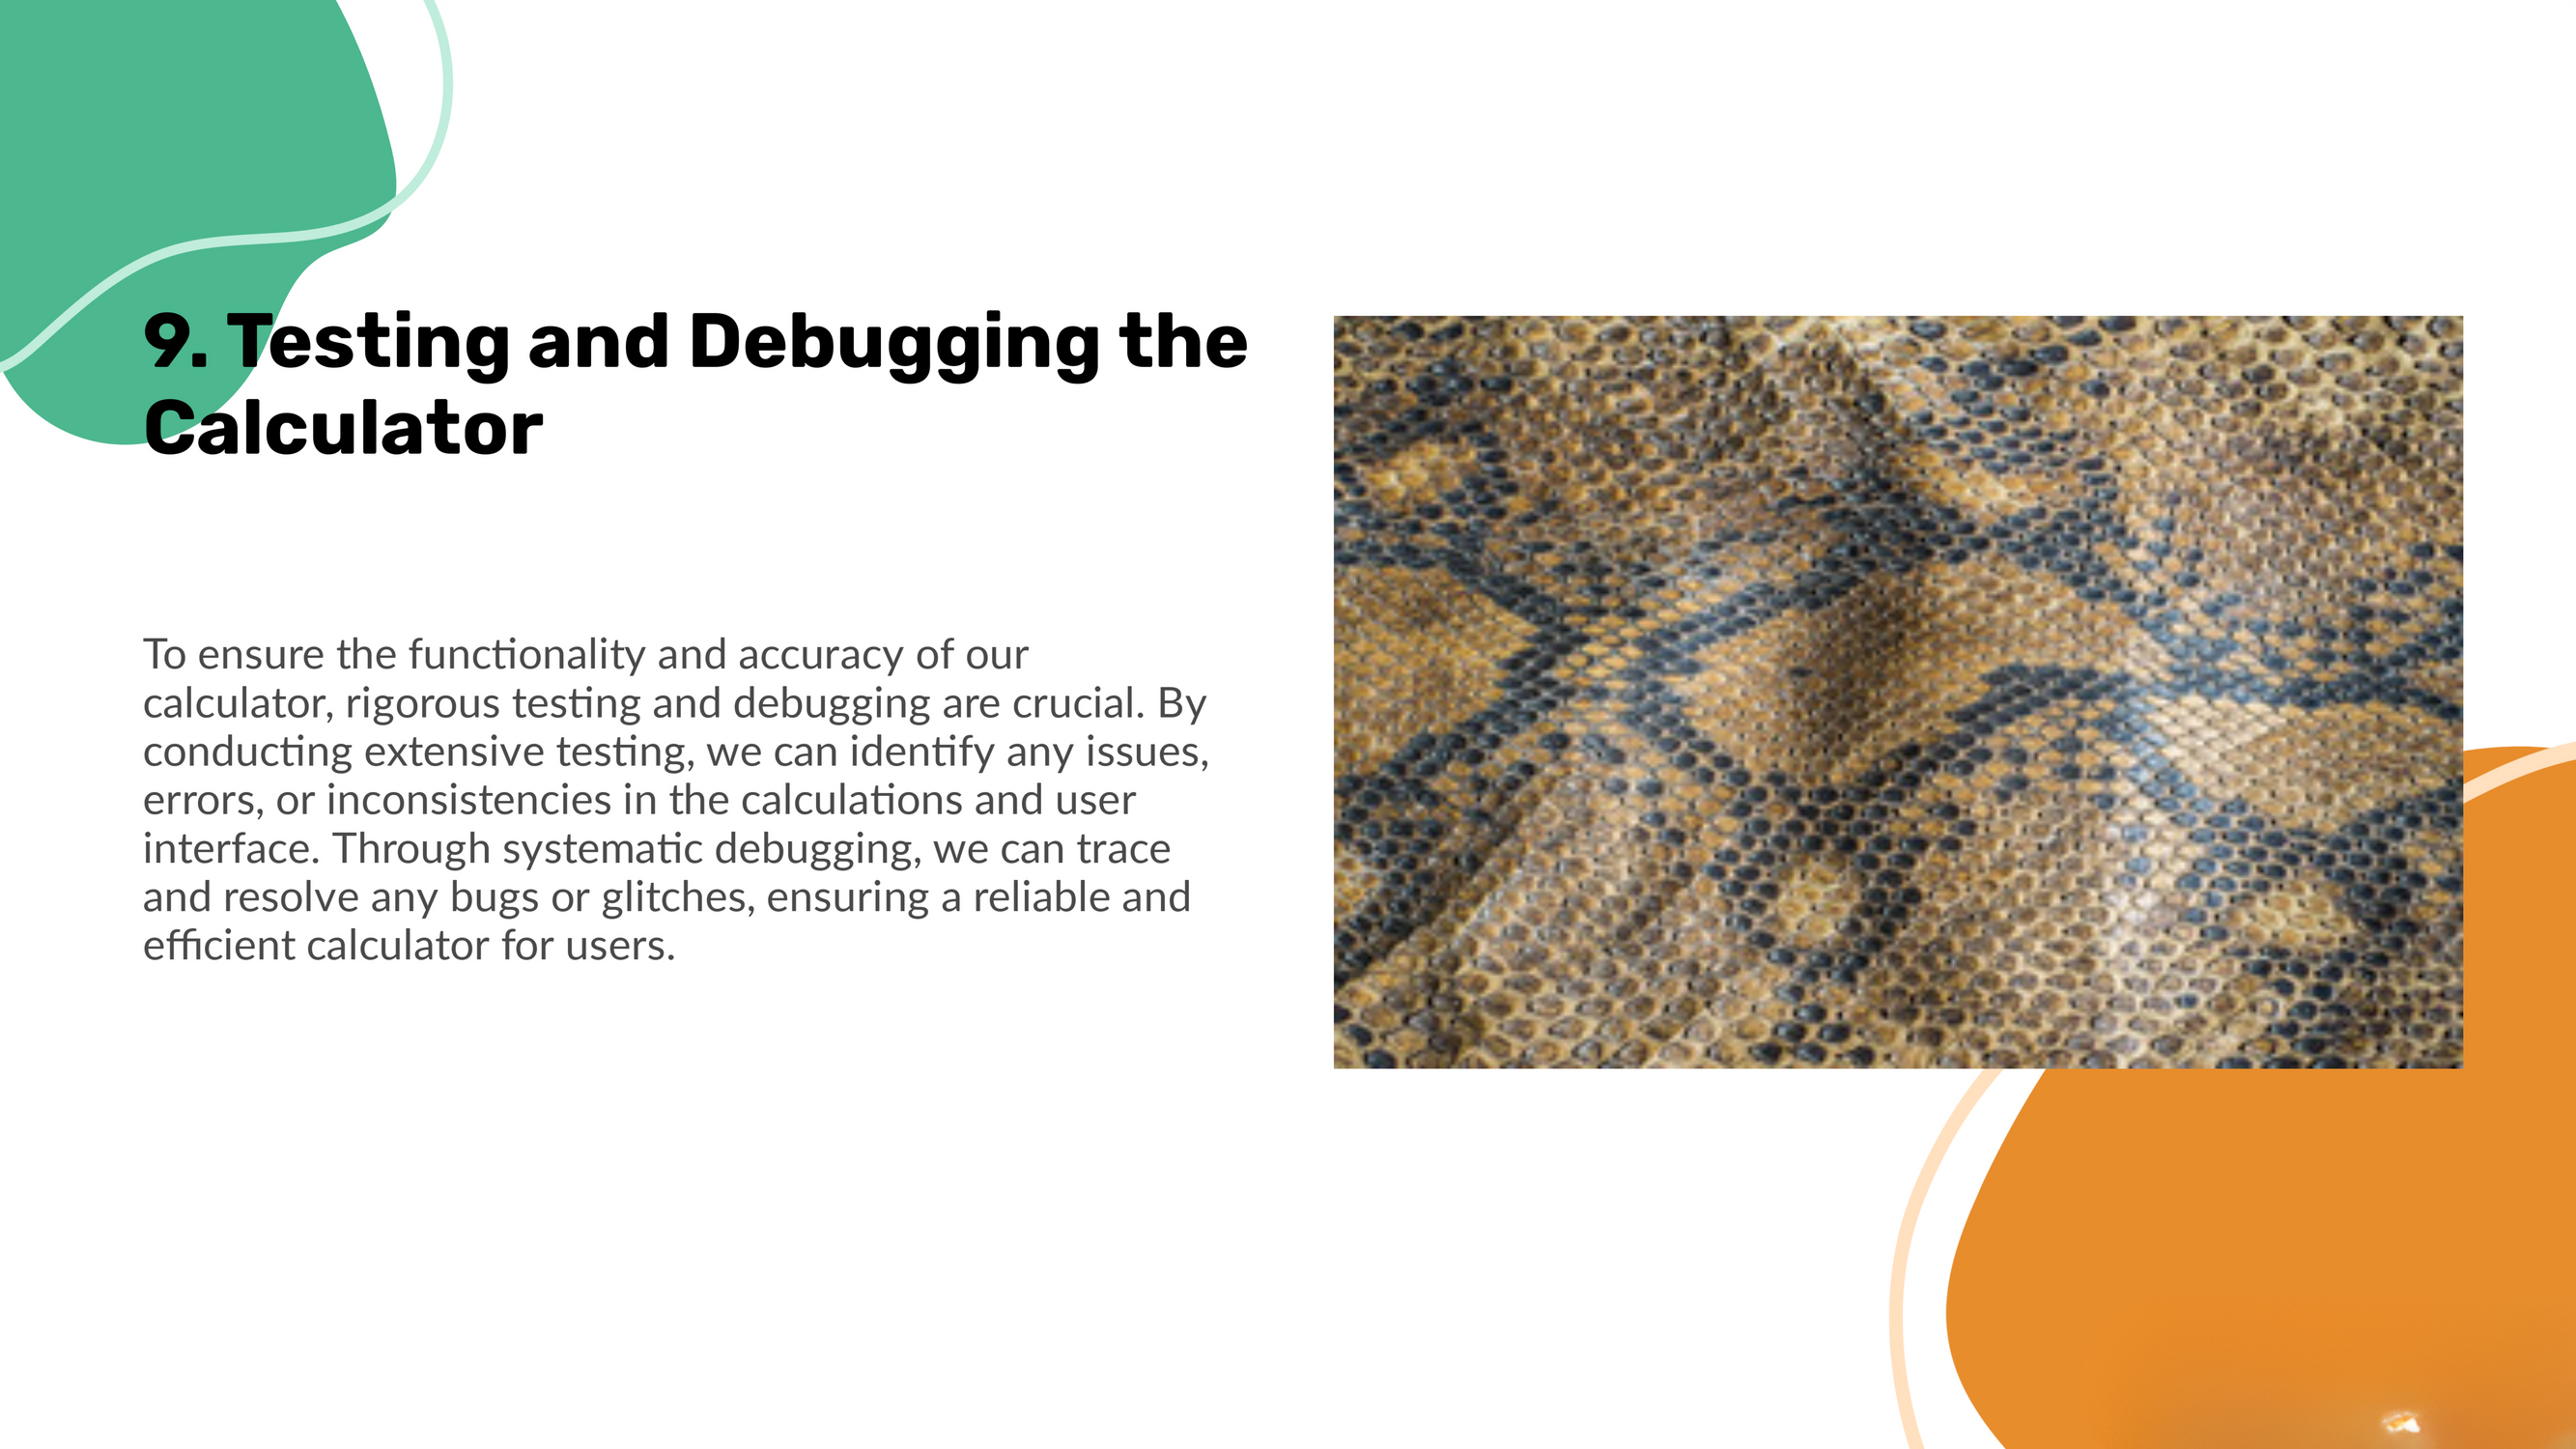 9. Testing and Debugging the
Calculator
To ensure the functionality and accuracy of our
calculator, rigorous testing and debugging are crucial. By
conducting extensive testing, we can identify any issues,
errors, or inconsistencies in the calculations and user
interface. Through systematic debugging, we can trace
and resolve any bugs or glitches, ensuring a reliable and
efficient calculator for users.